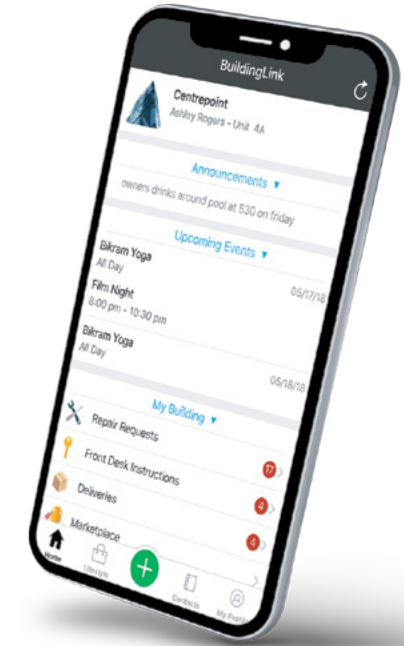 BuildingLink
Centrepoint
Ashley Rogers - Unit 4A
Announcements ▼
owners drinks around pool at 530 on friday
Upcoming Events ▼
05/17/18
Bikram Yoga
All Day
Film Night
8:00 pm - 10:30 pm
05/18/18
Bikram Yoga
All Day
My Building ▼
Repair Requests 17
Front Desk Instructions 4
Deliveries 4
Marketplace
Home Lifestyle Contacts My Profile